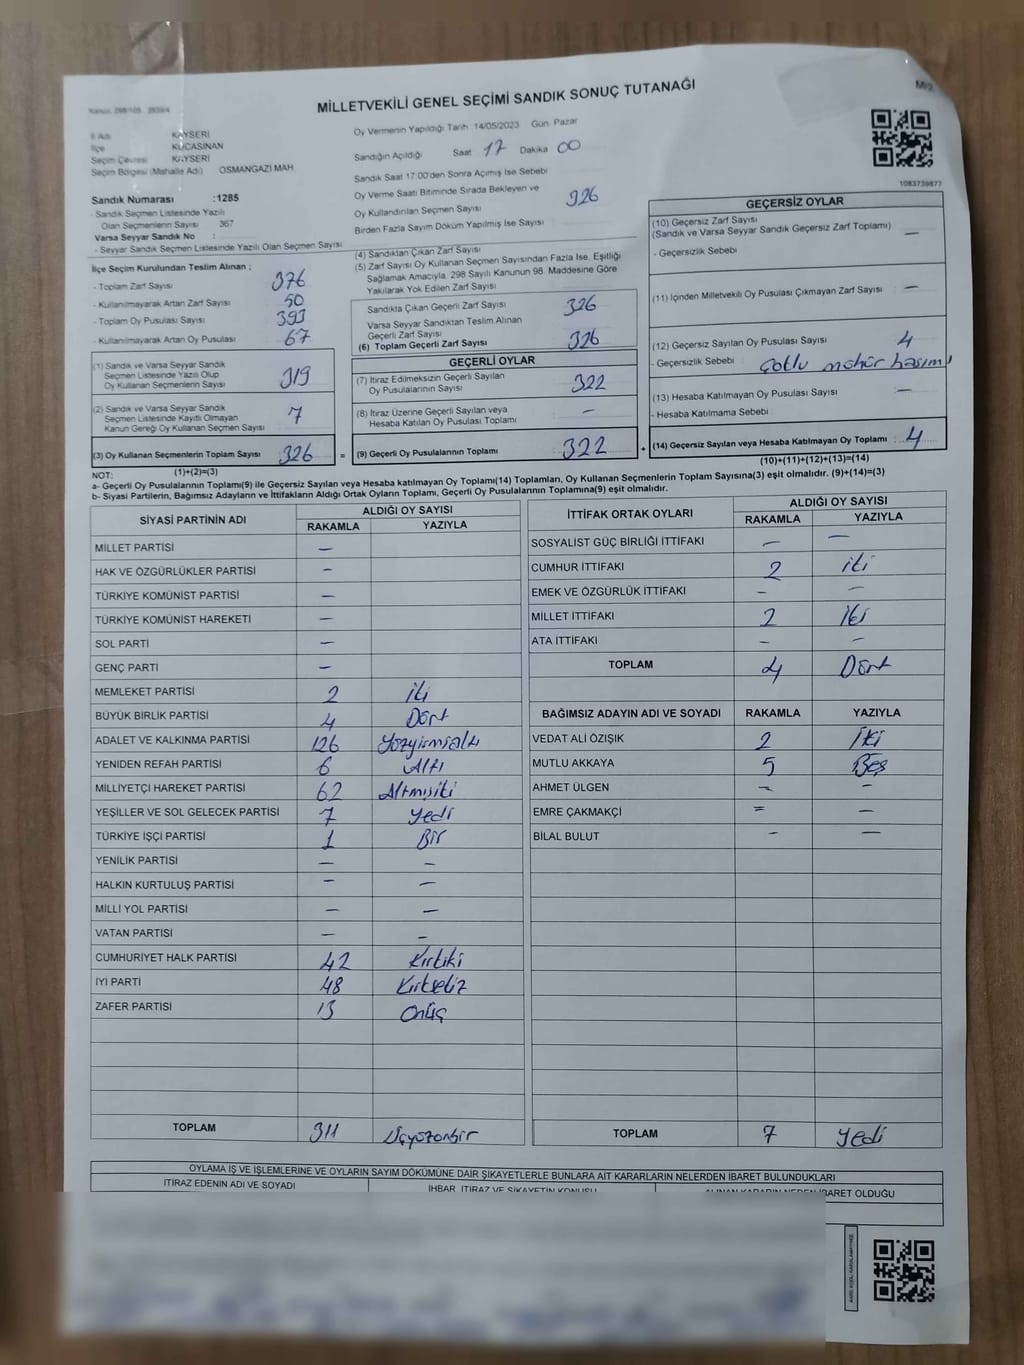 MİLLETVEKİLİ GENEL SEÇİMİ SANDIK SONUÇ TUTANAĞI
İl Adı KAYSERİ
İlçe KOCASİNAN
Seçim Çevresi KAYSERİ
Seçim Bölgesi (Mahalle Adı) OSMANGAZİ MAH
Sandık Numarası :1285
- Sandık Seçmen Listesinde Yazılı
Olan Seçmenlerin Sayısı 367
Varsa Seyyar Sandık No :
- Seyyar Sandık Seçmen Listesinde Yazılı Olan Seçmen Sayısı
Oy Vermenin Yapıldığı Tarih 14/05/2023 Gün Pazar
Sandığın Açıldığı Saat 17 Dakika 00
Sandık Saat 17:00'den Sonra Açılmış İse Sebebi
Oy Verme Saati Bitiminde Sırada Bekleyen ve
Oy Kullandırılan Seçmen Sayısı 326
Birden Fazla Sayım Döküm Yapılmış İse Sayısı
1083739877
İlçe Seçim Kurulundan Teslim Alınan ;
- Toplam Zarf Sayısı 376
- Kullanılmayarak Artan Zarf Sayısı 50
- Toplam Oy Pusulası Sayısı 393
- Kullanılmayarak Artan Oy Pusulası 67
(1) Sandık ve Varsa Seyyar Sandık
Seçmen Listesinde Yazılı Olup
Oy Kullanan Seçmenlerin Sayısı 319
(2) Sandık ve Varsa Seyyar Sandık
Seçmen Listesinde Kayıtlı Olmayan
Kanun Gereği Oy Kullanan Seçmen Sayısı 7
(3) Oy Kullanan Seçmenlerin Toplam Sayısı 326 =
(1)+(2)=(3)
(4) Sandıktan Çıkan Zarf Sayısı
(5) Zarf Sayısı Oy Kullanan Seçmen Sayısından Fazla İse, Eşitliği
Sağlamak Amacıyla, 298 Sayılı Kanunun 98. Maddesine Göre
Yakılarak Yok Edilen Zarf Sayısı
Sandıkta Çıkan Geçerli Zarf Sayısı 326
Varsa Seyyar Sandıktan Teslim Alınan
Geçerli Zarf Sayısı
(6) Toplam Geçerli Zarf Sayısı 326
GEÇERLİ OYLAR
(7) İtiraz Edilmeksizin Geçerli Sayılan
Oy Pusulalarının Sayısı 322
(8) İtiraz Üzerine Geçerli Sayılan veya
Hesaba Katılan Oy Pusulası Toplamı –
(9) Geçerli Oy Pusulalarının Toplamı 322 +
GEÇERSİZ OYLAR
(10) Geçersiz Zarf Sayısı
(Sandık ve Varsa Seyyar Sandık Geçersiz Zarf Toplamı) –
- Geçersizlik Sebebi
(11) İçinden Milletvekili Oy Pusulası Çıkmayan Zarf Sayısı –
(12) Geçersiz Sayılan Oy Pusulası Sayısı 4
- Geçersizlik Sebebi çoklu mühür basımı
(13) Hesaba Katılmayan Oy Pusulası Sayısı –
- Hesaba Katılmama Sebebi
(14) Geçersiz Sayılan veya Hesaba Katılmayan Oy Toplamı : 4
(10)+(11)+(12)+(13)=(14)
NOT:
a- Geçerli Oy Pusulalarının Toplamı(9) ile Geçersiz Sayılan veya Hesaba katılmayan Oy Toplamı(14) Toplamları, Oy Kullanan Seçmenlerin Toplam Sayısına(3) eşit olmalıdır. (9)+(14)=(3)
b- Siyasi Partilerin, Bağımsız Adayların ve İttifakların Aldığı Ortak Oyların Toplamı, Geçerli Oy Pusulalarının Toplamına(9) eşit olmalıdır.
SİYASİ PARTİNİN ADI ALDIĞI OY SAYISI
RAKAMLA YAZIYLA
MİLLET PARTİSİ –
HAK VE ÖZGÜRLÜKLER PARTİSİ –
TÜRKİYE KOMÜNİST PARTİSİ –
TÜRKİYE KOMÜNİST HAREKETİ –
SOL PARTİ –
GENÇ PARTİ –
MEMLEKET PARTİSİ 2 iki
BÜYÜK BİRLİK PARTİSİ 4 Dört
ADALET VE KALKINMA PARTİSİ 126 Yüzyirmialtı
YENİDEN REFAH PARTİSİ 6 Altı
MİLLİYETÇİ HAREKET PARTİSİ 62 Altmışiki
YEŞİLLER VE SOL GELECEK PARTİSİ 7 Yedi
TÜRKİYE İŞÇİ PARTİSİ 1 Bir
YENİLİK PARTİSİ – –
HALKIN KURTULUŞ PARTİSİ – –
MİLLİ YOL PARTİSİ – –
VATAN PARTİSİ – –
CUMHURİYET HALK PARTİSİ 42 Kırkiki
İYİ PARTİ 48 Kırksekiz
ZAFER PARTİSİ 13 Onüç
TOPLAM 311 Üçyüzonbir
İTTİFAK ORTAK OYLARI ALDIĞI OY SAYISI
RAKAMLA YAZIYLA
SOSYALİST GÜÇ BİRLİĞİ İTTİFAKI – –
CUMHUR İTTİFAKI 2 iki
EMEK VE ÖZGÜRLÜK İTTİFAKI – –
MİLLET İTTİFAKI 2 İki
ATA İTTİFAKI – –
TOPLAM 4 Dört
BAĞIMSIZ ADAYIN ADI VE SOYADI RAKAMLA YAZIYLA
VEDAT ALİ ÖZIŞIK 2 İki
MUTLU AKKAYA 5 Beş
AHMET ÜLGEN – –
EMRE ÇAKMAKÇİ = –
BİLAL BULUT – –
TOPLAM 7 Yedi
OYLAMA İŞ VE İŞLEMLERİNE VE OYLARIN SAYIM DÖKÜMÜNE DAİR ŞİKAYETLERLE BUNLARA AİT KARARLARIN NELERDEN İBARET BULUNDUKLARI
İTİRAZ EDENİN ADI VE SOYADI İHBAR, İTİRAZ VE ŞİKAYETİN KONUSU ALINAN KARARIN NEDEN İBARET OLDUĞU